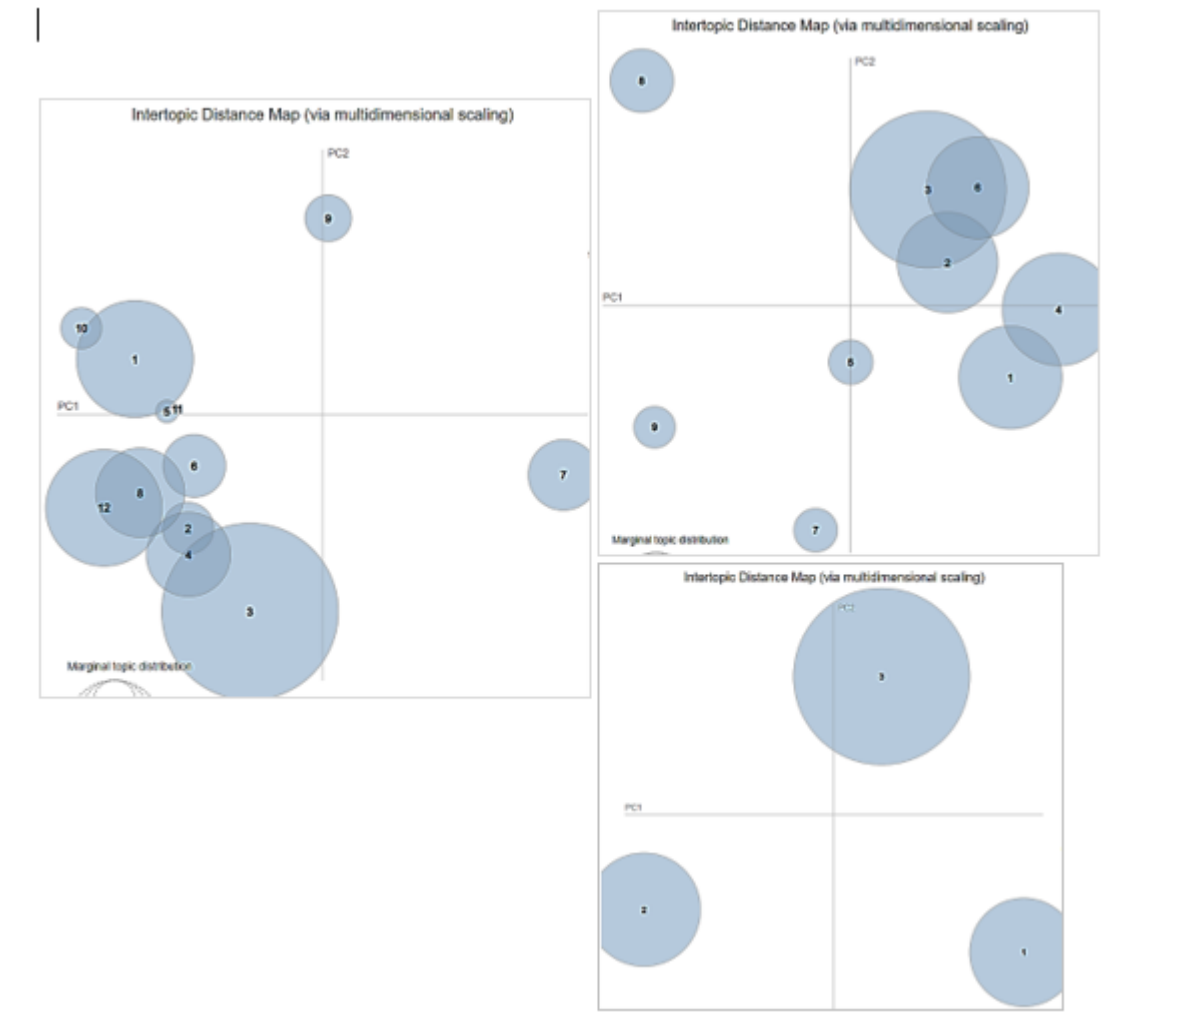 Intertopic Distance Map (via multidimensional scaling)
PC2
9
10
1
5 11
PC1
6
7
8
12
2
4
3
Marginal topic distribution
Intertopic Distance Map (via multidimensional scaling)
PC2
8
3
6
2
PC1
4
1
9
7
Marginal topic distribution
Intertopic Distance Map (via multidimensional scaling)
PC2
3
PC1
2
1